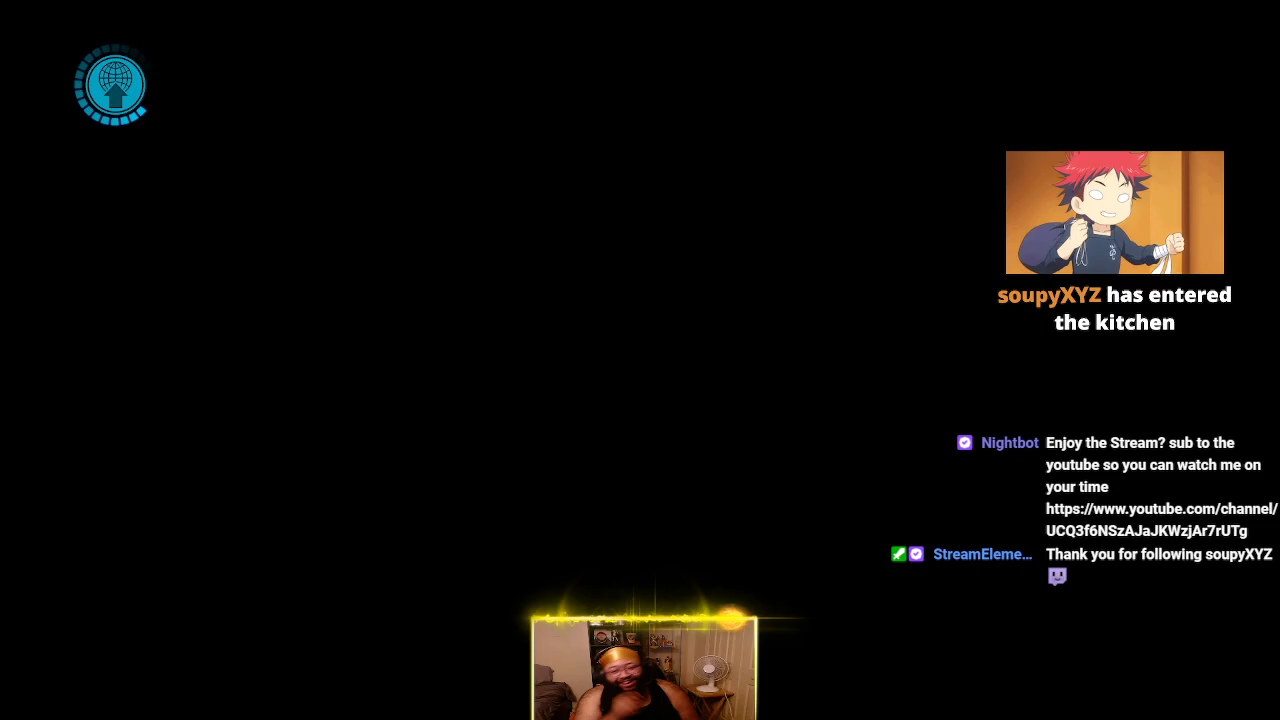 soupyXYZ has entered
the kitchen
Nightbot Enjoy the Stream? sub to the
youtube so you can watch me on
your time
https://www.youtube.com/channel/
UCQ3f6NSzAJaJKWzjAr7rUTg
StreamEleme... Thank you for following soupyXYZ